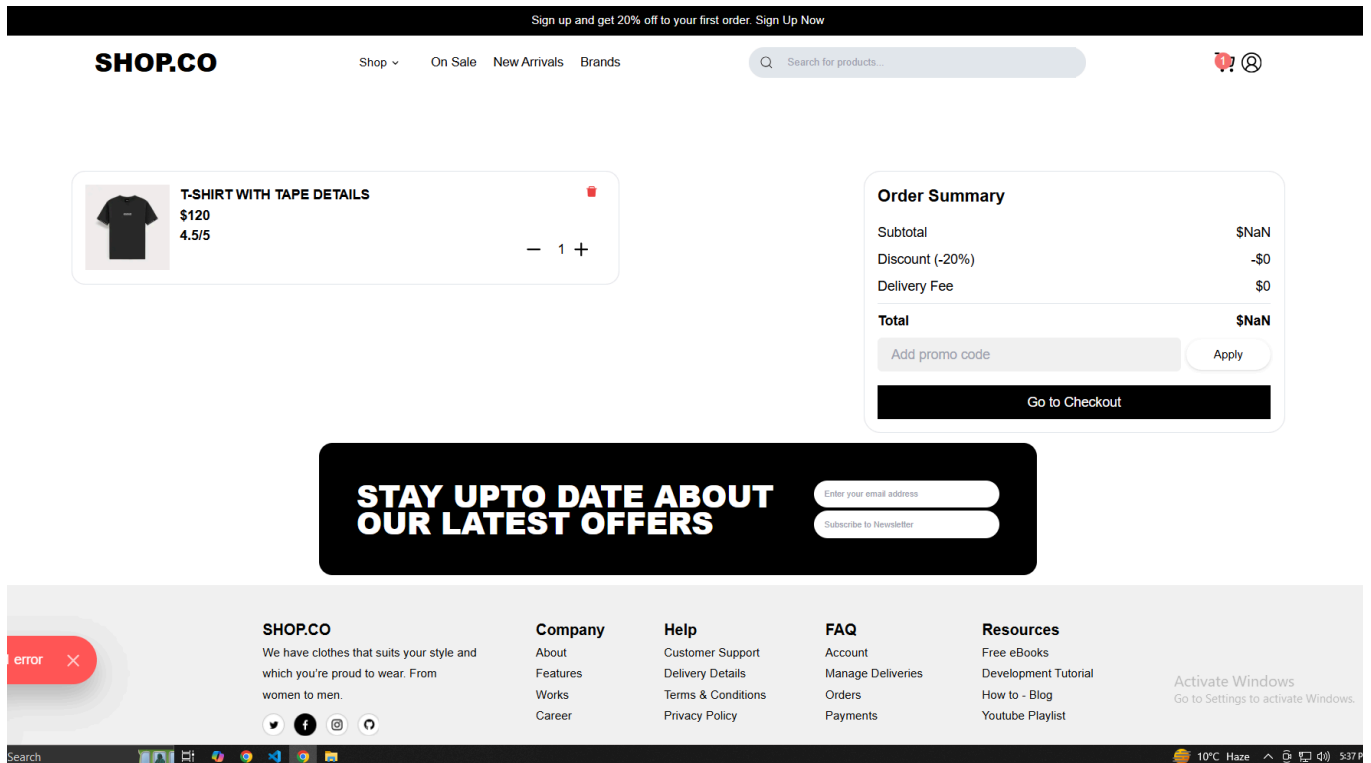 Sign up and get 20% off to your first order. Sign Up Now
SHOP.CO
Shop
On Sale
New Arrivals
Brands
Search for products...
1
T-SHIRT WITH TAPE DETAILS
$120
4.5/5
1
Order Summary
Subtotal $NaN
Discount (-20%) -$0
Delivery Fee $0
Total $NaN
Add promo code
Apply
Go to Checkout
STAY UPTO DATE ABOUT
OUR LATEST OFFERS
Enter your email address
Subscribe to Newsletter
SHOP.CO
We have clothes that suits your style and
which you're proud to wear. From
women to men.
Company
About
Features
Works
Career
Help
Customer Support
Delivery Details
Terms & Conditions
Privacy Policy
FAQ
Account
Manage Deliveries
Orders
Payments
Resources
Free eBooks
Development Tutorial
How to - Blog
Youtube Playlist
error
Activate Windows
Go to Settings to activate Windows.
Search
10°C Haze
5:37 P